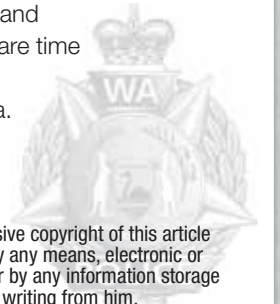 and
are time
a.
WA
sive copyright of this article
y any means, electronic or
r by any information storage
writing from him.